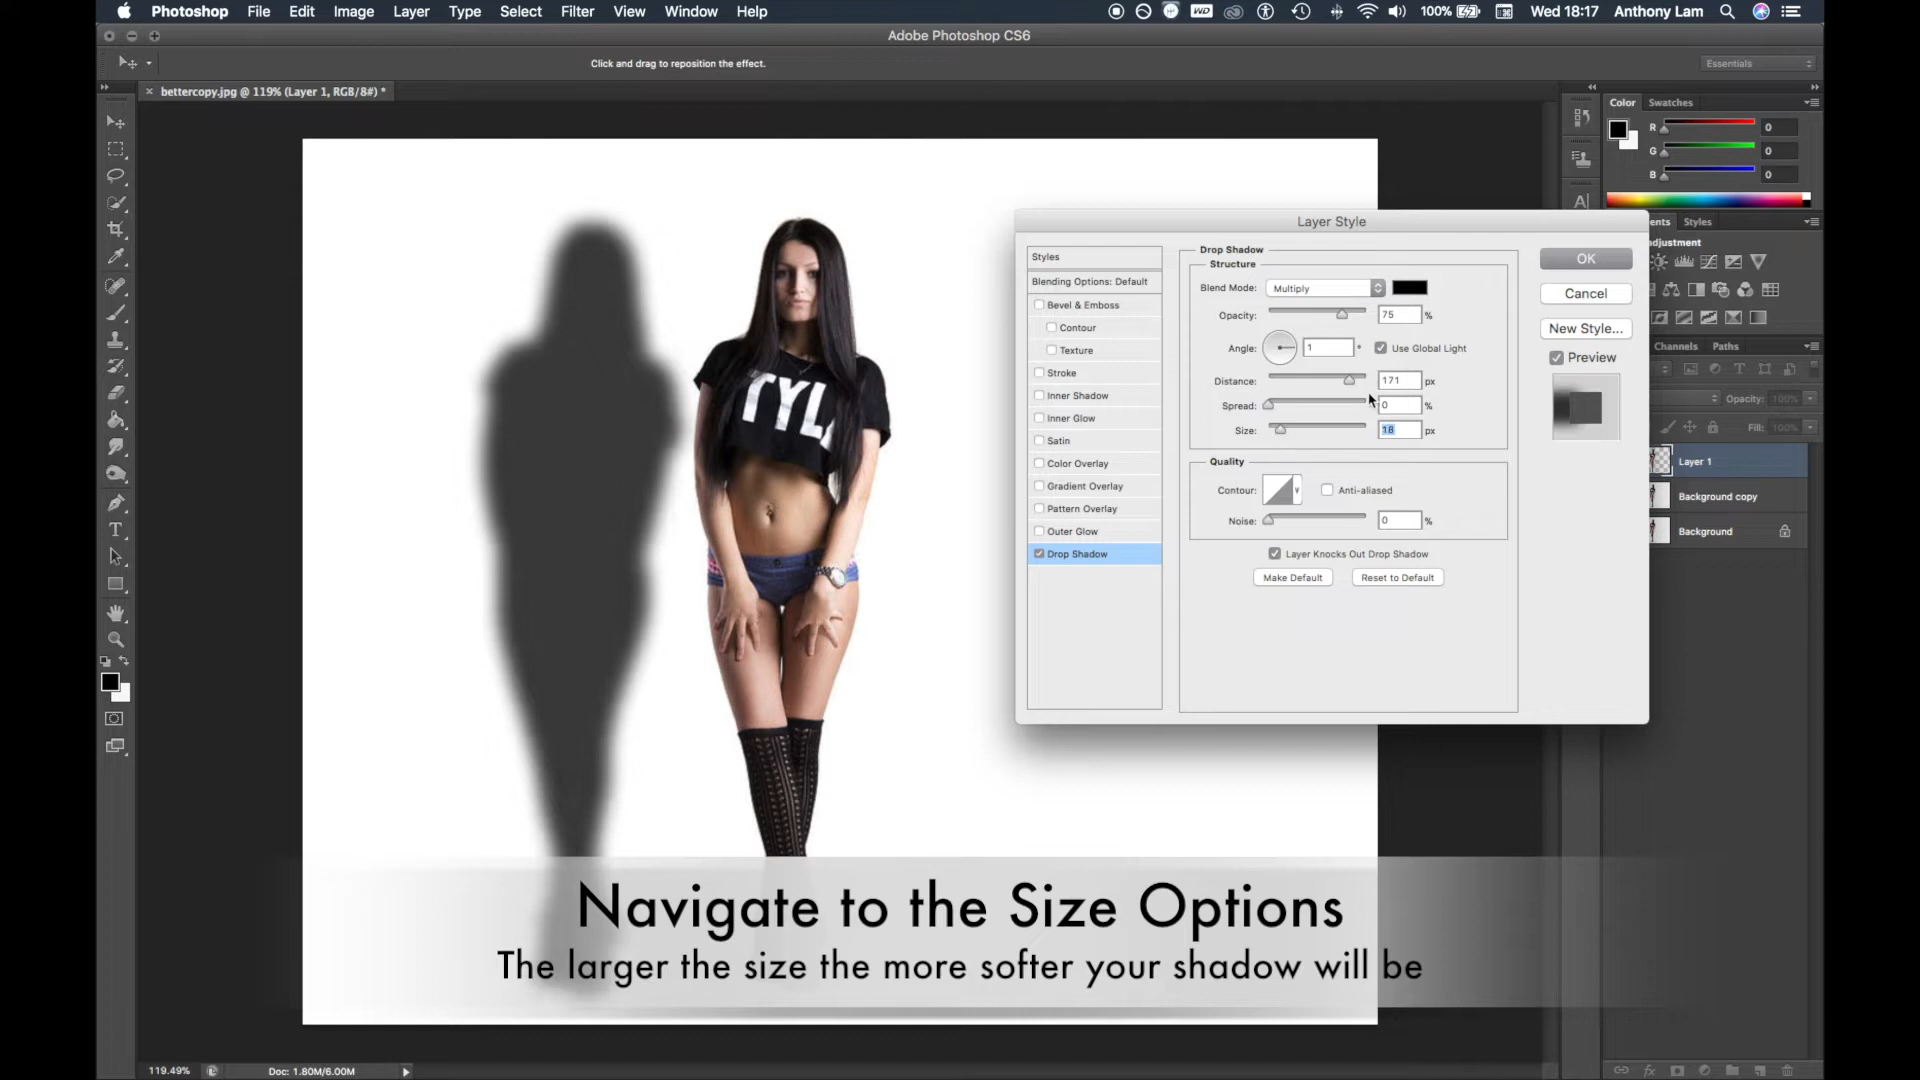 Photoshop File Edit Image Layer Type Select Filter View Window Help WD 100% Wed 18:17 Anthony Lam
Adobe Photoshop CS6
Click and drag to reposition the effect.
Essentials
× bettercopy.jpg @ 119% (Layer 1, RGB/8#) *
Color Swatches
R 0
G 0
B 0
Styles
Layer Style
Styles
Blending Options: Default
Bevel & Emboss
Contour
Texture
Stroke
Inner Shadow
Inner Glow
Satin
Color Overlay
Gradient Overlay
Pattern Overlay
Outer Glow
Drop Shadow
Drop Shadow
Structure
Blend Mode: Multiply
Opacity: 75 %
Angle: 1 ° Use Global Light
Distance: 171 px
Spread: 0 %
Size: 18 px
Quality
Contour: Anti-aliased
Noise: 0 %
Layer Knocks Out Drop Shadow
Make Default Reset to Default
OK
Cancel
New Style...
Preview
Channels Paths
Opacity: 100%
Fill: 100%
Layer 1
Background copy
Background
TYL
Navigate to the Size Options
The larger the size the more softer your shadow will be
119.49% Doc: 1.80M/6.00M